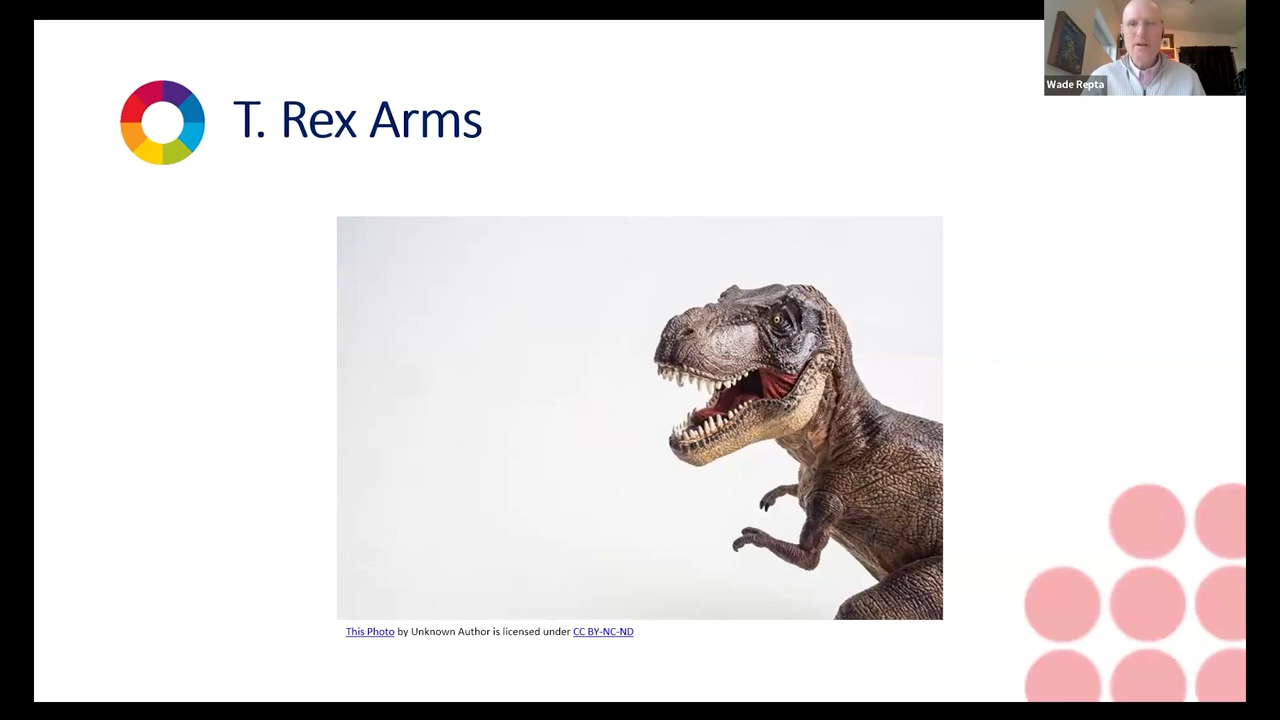 Wade Repta
T. Rex Arms
This Photo by Unknown Author is licensed under CC BY-NC-ND